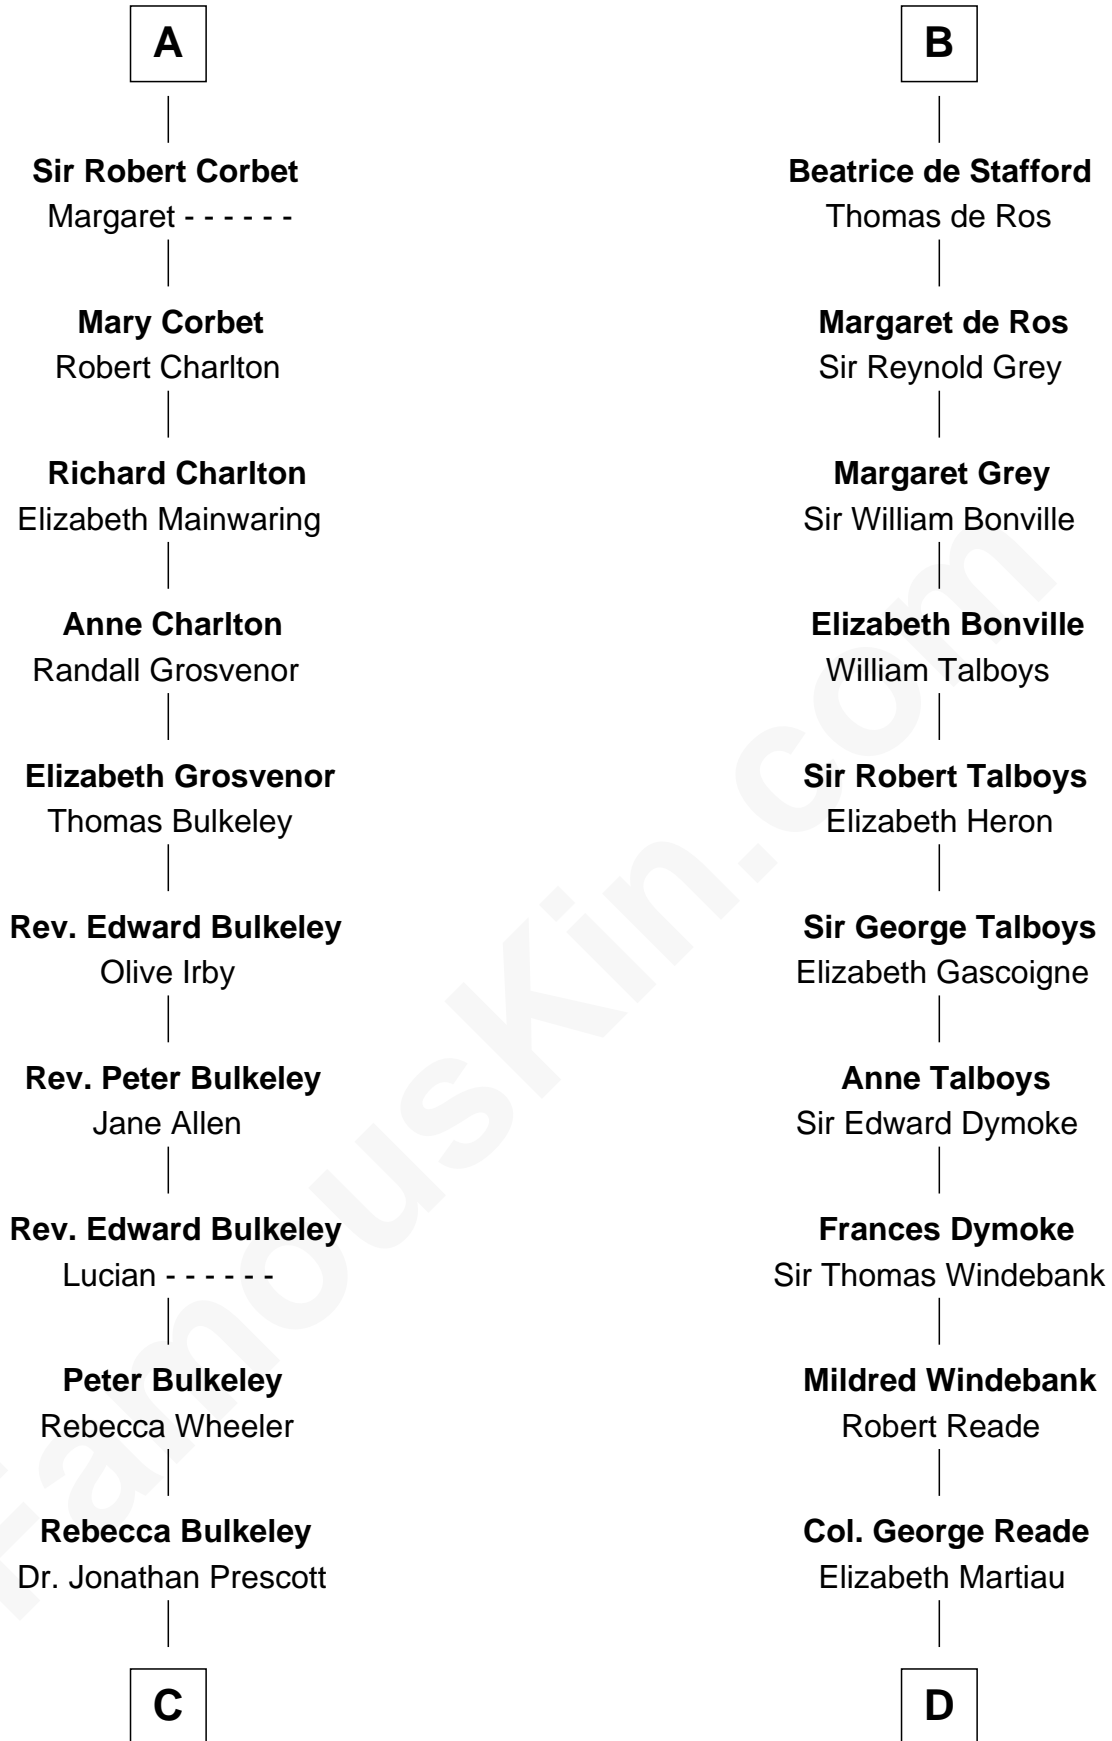 A
Sir Robert Corbet
Margaret - - - - - -
Mary Corbet
Robert Charlton
Richard Charlton
Elizabeth Mainwaring
Anne Charlton
Randall Grosvenor
Elizabeth Grosvenor
Thomas Bulkeley
Rev. Edward Bulkeley
Olive Irby
Rev. Peter Bulkeley
Jane Allen
Rev. Edward Bulkeley
Lucian - - - - - -
Peter Bulkeley
Rebecca Wheeler
Rebecca Bulkeley
Dr. Jonathan Prescott
C
B
Beatrice de Stafford
Thomas de Ros
Margaret de Ros
Sir Reynold Grey
Margaret Grey
Sir William Bonville
Elizabeth Bonville
William Talboys
Sir Robert Talboys
Elizabeth Heron
Sir George Talboys
Elizabeth Gascoigne
Anne Talboys
Sir Edward Dymoke
Frances Dymoke
Sir Thomas Windebank
Mildred Windebank
Robert Reade
Col. George Reade
Elizabeth Martiau
D
FamousKin.com